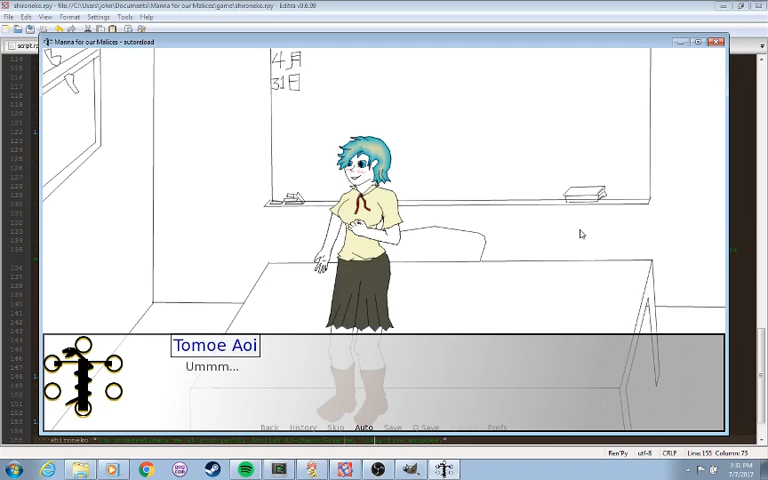 shironeko.rpy - C:\Users\john\Documents\Manna for our Malices\game\shironeko.rpy - Editra v0.6.99
File Edit View Format Settings Tools Help
Manna for our Malices - autoreload
4月
31日
Tomoe Aoi
Ummm...
Back History Skip Auto Save Q.Save Prefs
Ren'Py utf-8 CRLF Line:155 Column:73
7/7/2017